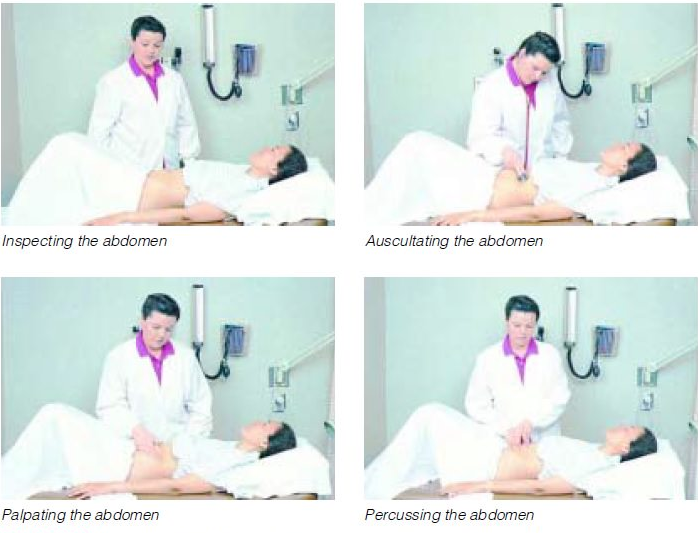 Inspecting the abdomen
Auscultating the abdomen
Palpating the abdomen
Percussing the abdomen